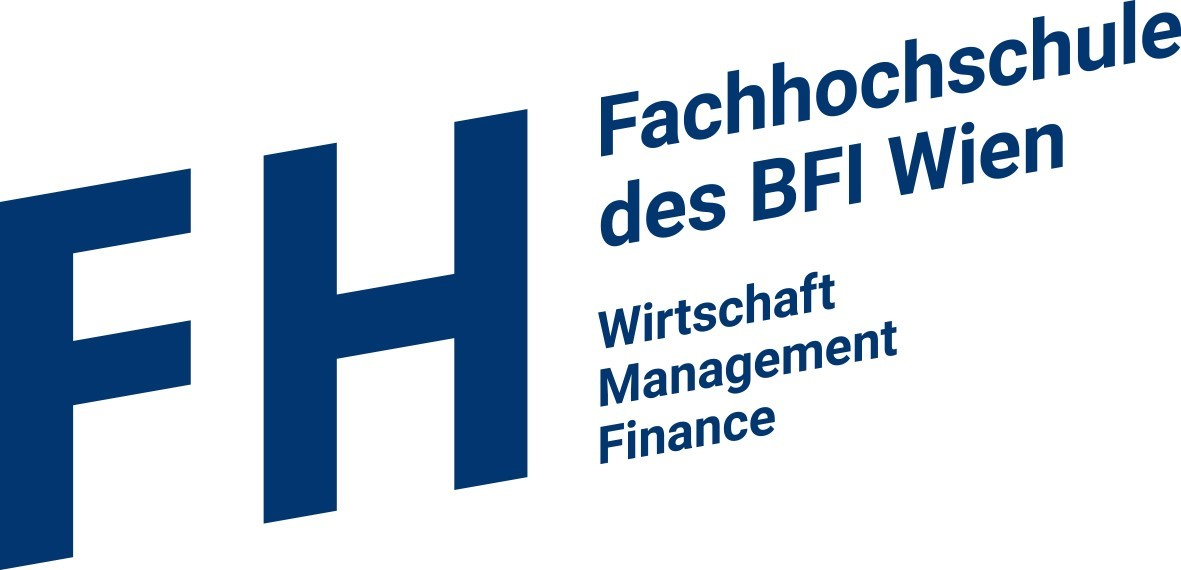 FH
Fachhochschule
des BFI Wien
Wirtschaft
Management
Finance